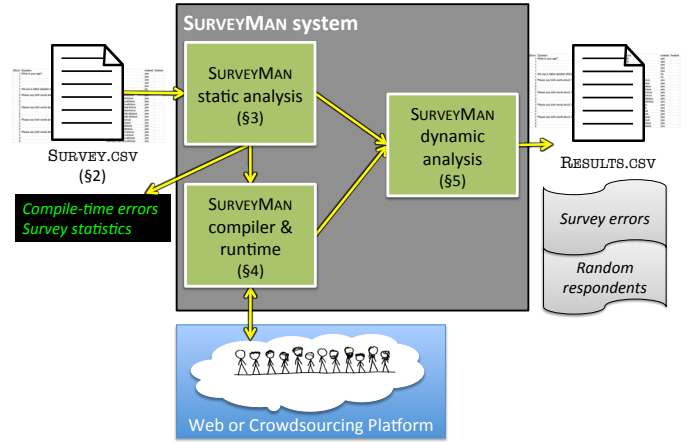 SURVEYMAN system
SURVEYMAN
static analysis
(§3)
SURVEY.CSV
(§2)
Compile-time errors
Survey statistics
SURVEYMAN
compiler &
runtime
(§4)
SURVEYMAN
dynamic
analysis
(§5)
RESULTS.CSV
Survey errors
Random
respondents
Web or Crowdsourcing Platform